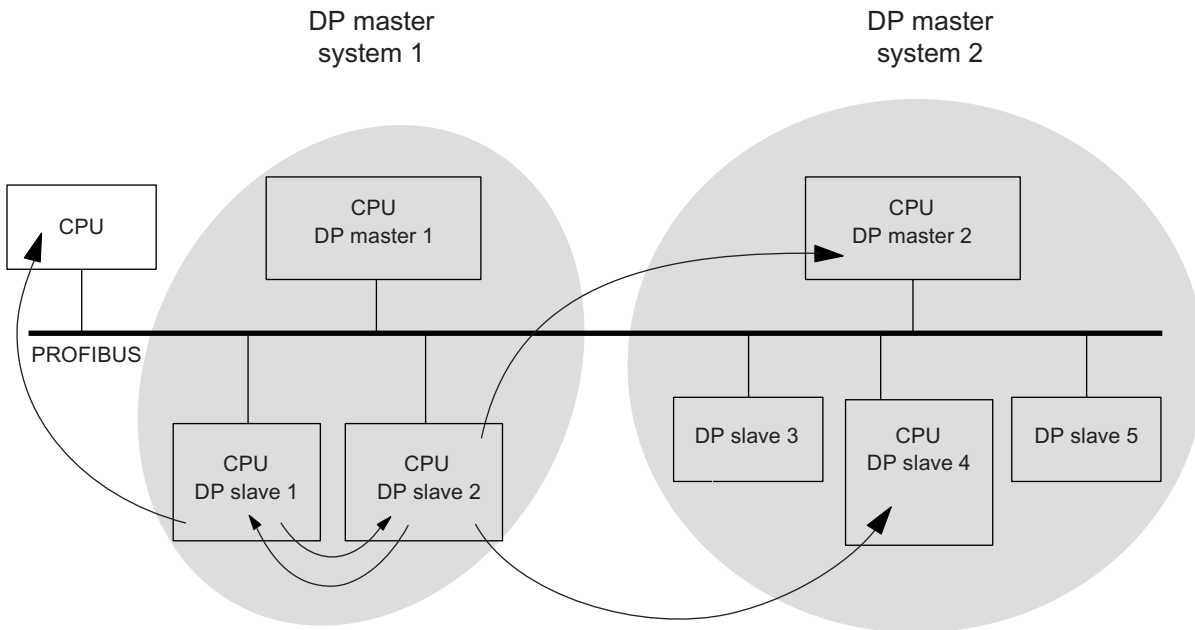 DP master
system 1
DP master
system 2
CPU
CPU
DP master 1
CPU
DP master 2
PROFIBUS
CPU
DP slave 1
CPU
DP slave 2
DP slave 3
CPU
DP slave 4
DP slave 5